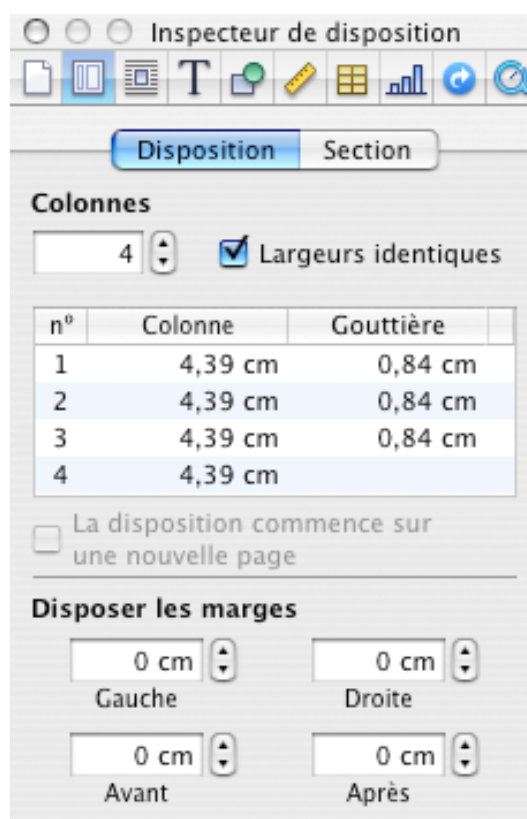 Inspecteur de disposition
T
Disposition Section
Colonnes
4 Largeurs identiques
nº Colonne Gouttière
1 4,39 cm 0,84 cm
2 4,39 cm 0,84 cm
3 4,39 cm 0,84 cm
4 4,39 cm
La disposition commence sur
une nouvelle page
Disposer les marges
0 cm 0 cm
Gauche Droite
0 cm 0 cm
Avant Après